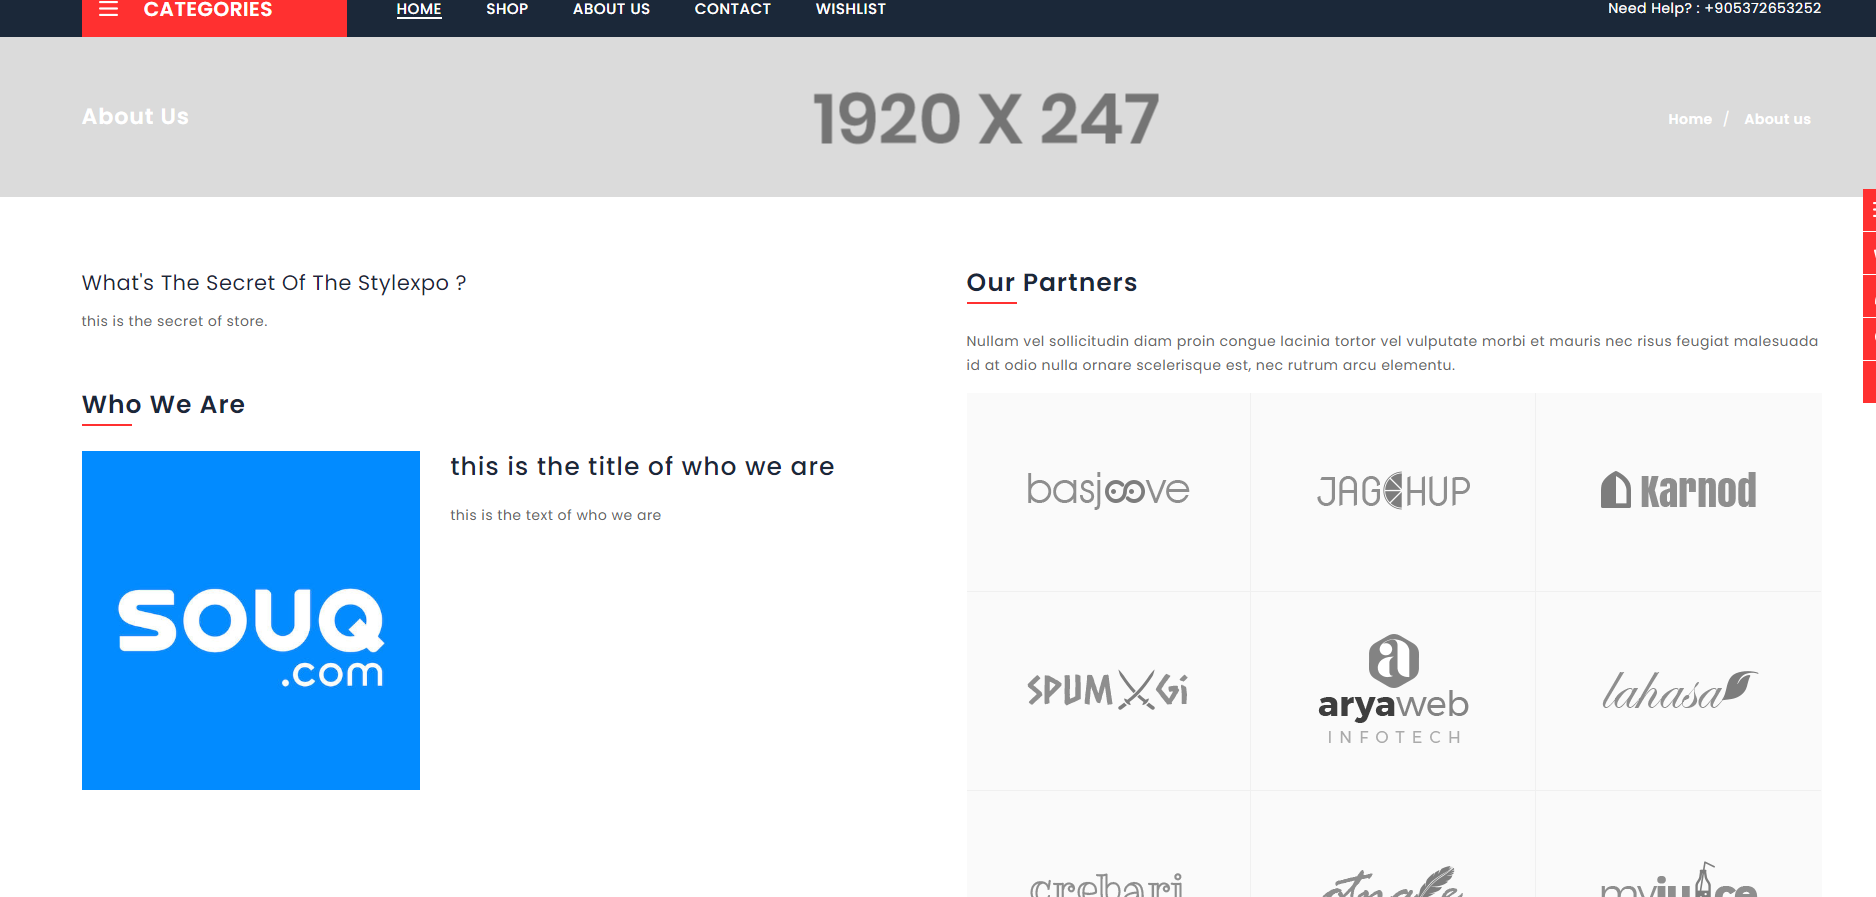 CATEGORIES
HOME SHOP ABOUT US CONTACT WISHLIST
Need Help? : +905372653252
About Us
1920 X 247
Home / About us
What's The Secret Of The Stylexpo ?
this is the secret of store.
Who We Are
souq
.com
this is the title of who we are
this is the text of who we are
Our Partners
Nullam vel sollicitudin diam proin congue lacinia tortor vel vulputate morbi et mauris nec risus feugiat malesuada
id at odio nulla ornare scelerisque est, nec rutrum arcu elementu.
basjoove
JAGCHUP
Karnod
SPUMXGi
aryaweb
INFOTECH
lahasa
crebari
myjuice